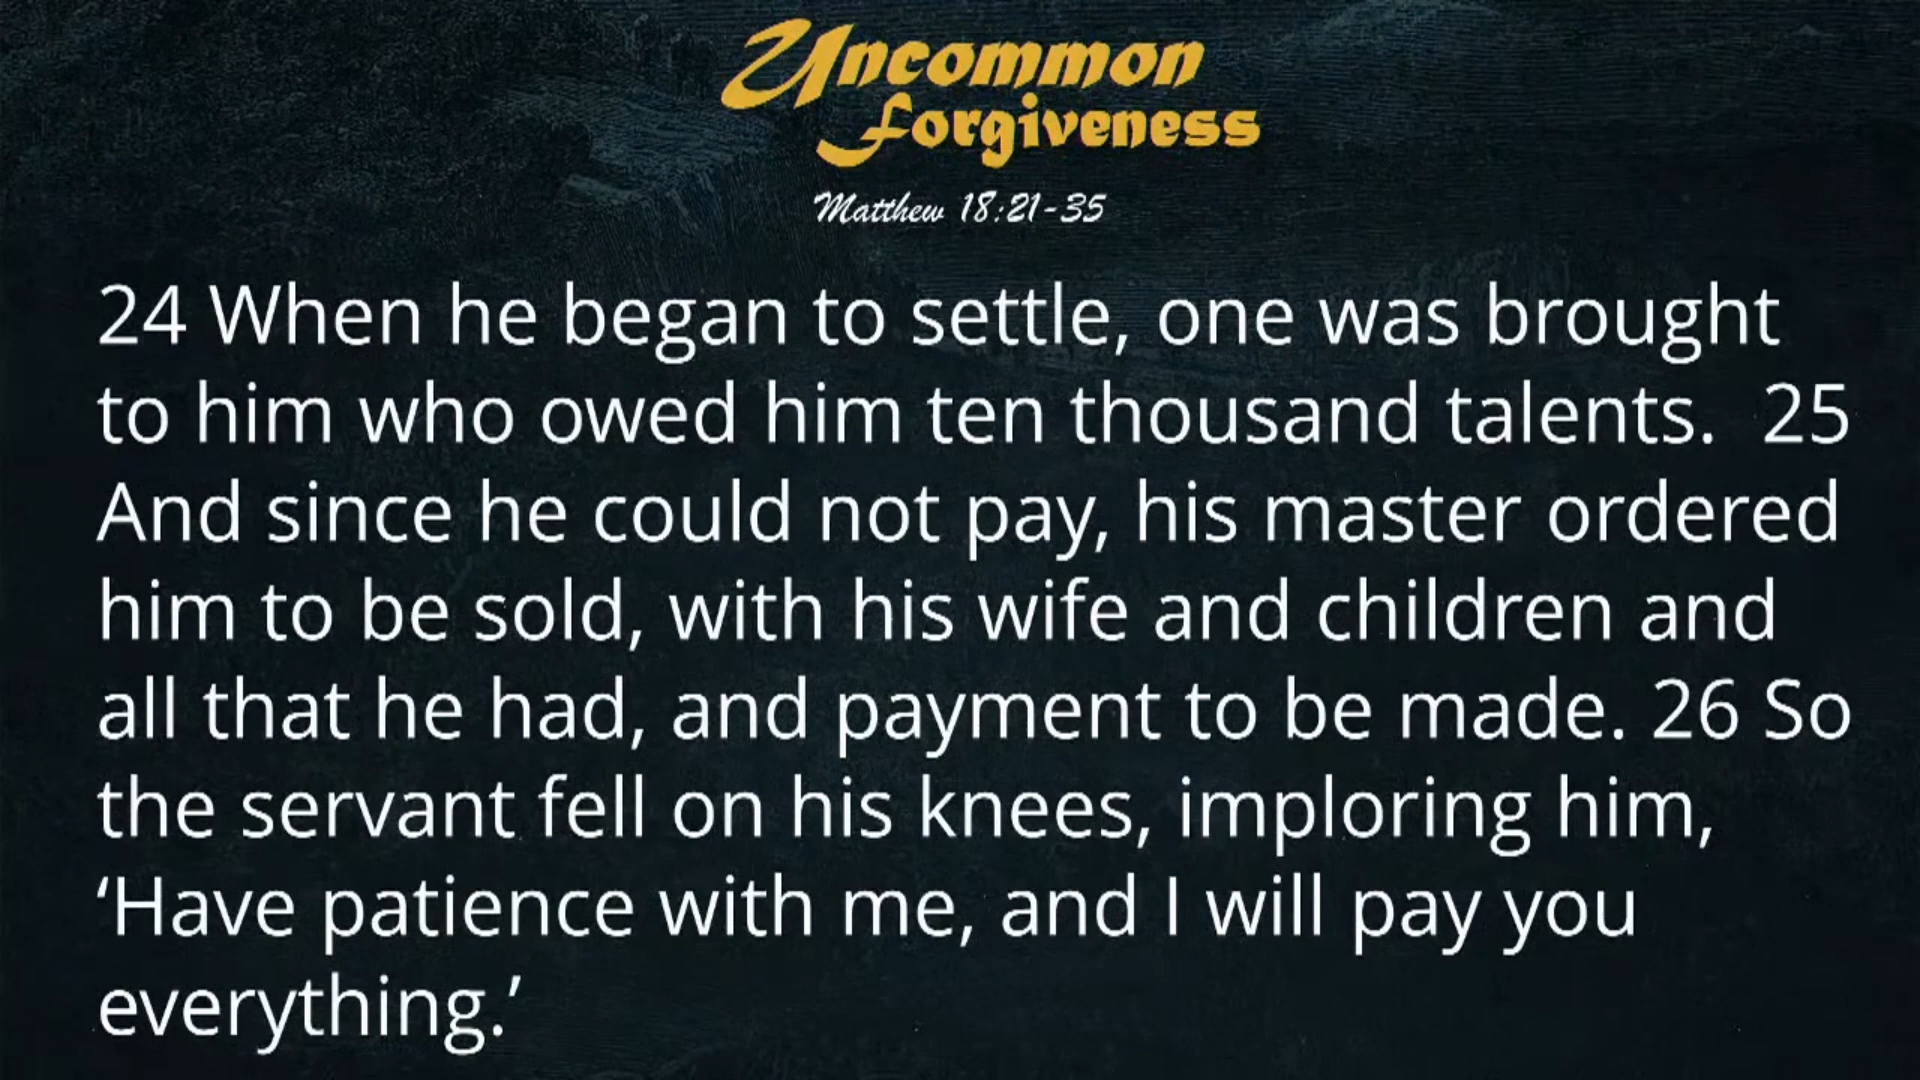 Uncommon
Forgiveness
Matthew 18:21-35
24 When he began to settle, one was brought
to him who owed him ten thousand talents.  25
And since he could not pay, his master ordered
him to be sold, with his wife and children and
all that he had, and payment to be made. 26 So
the servant fell on his knees, imploring him,
‘Have patience with me, and I will pay you
everything.’